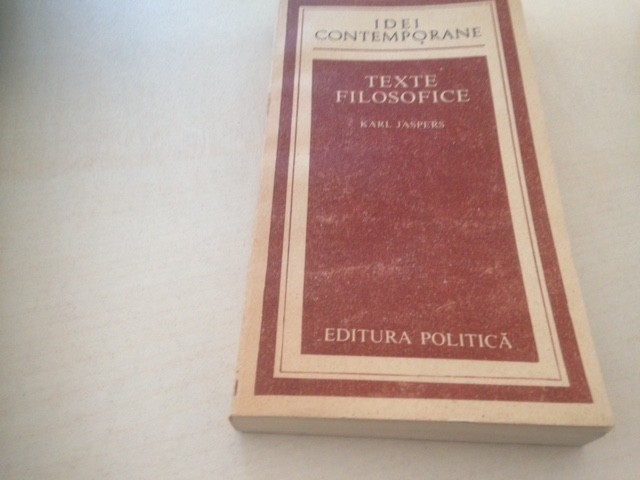 IDEI
CONTEMPORANE
TEXTE
FILOSOFICE
KARL JASPERS
EDITURA POLITICĂ